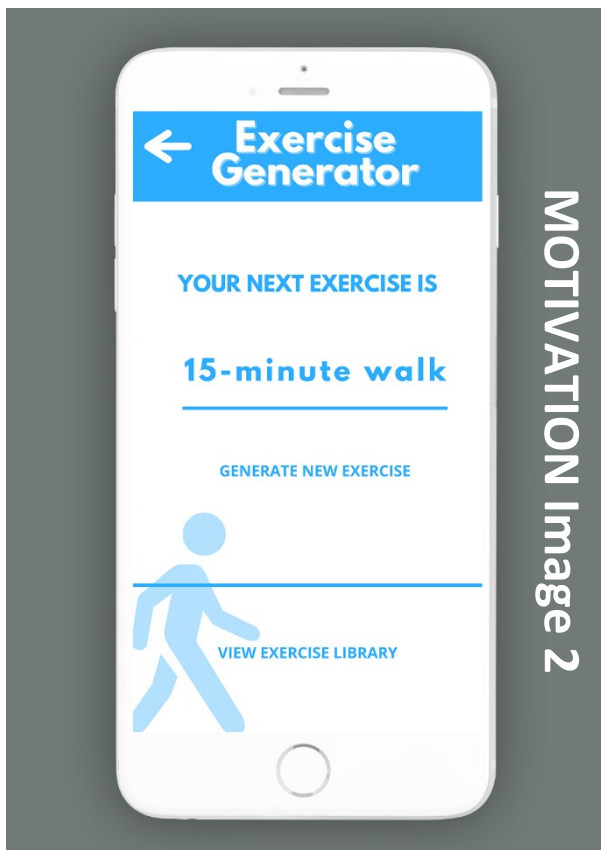 Exercise
Generator
YOUR NEXT EXERCISE IS
15-minute walk
GENERATE NEW EXERCISE
VIEW EXERCISE LIBRARY
MOTIVATION Image 2